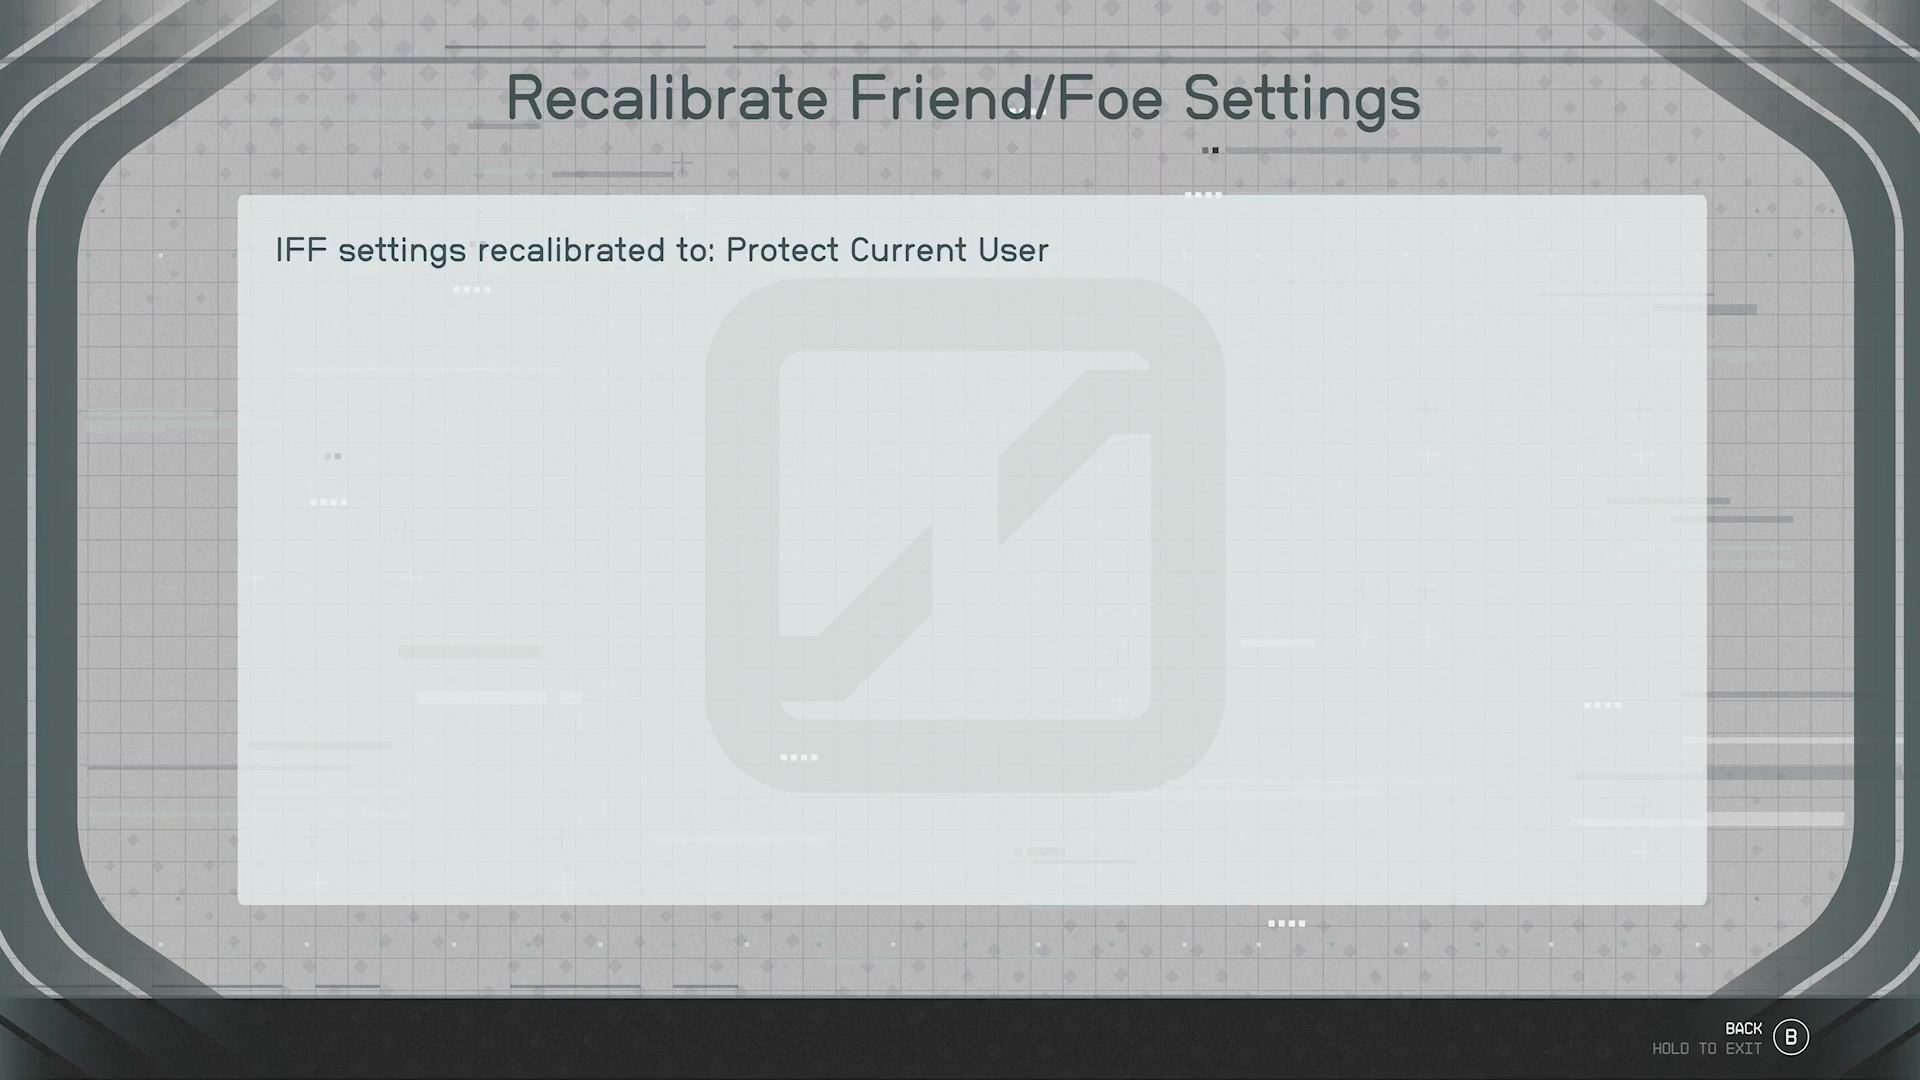 Recalibrate Friend/Foe Settings
IFF settings recalibrated to: Protect Current User
BACK
HOLD TO EXIT
B